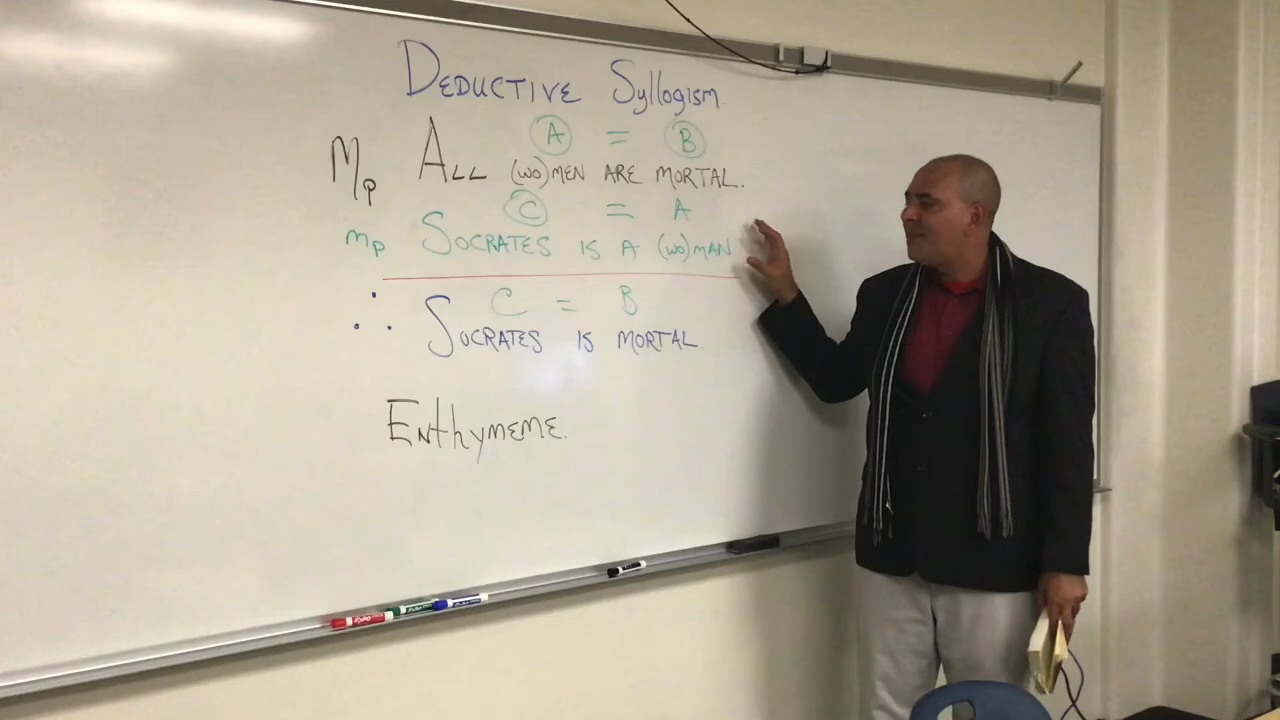 Deductive Syllogism
A = B
Mp All (wo)men are mortal.
C = A
mp Socrates is a (wo)man
C = B
∴ Socrates is mortal
Enthymeme.